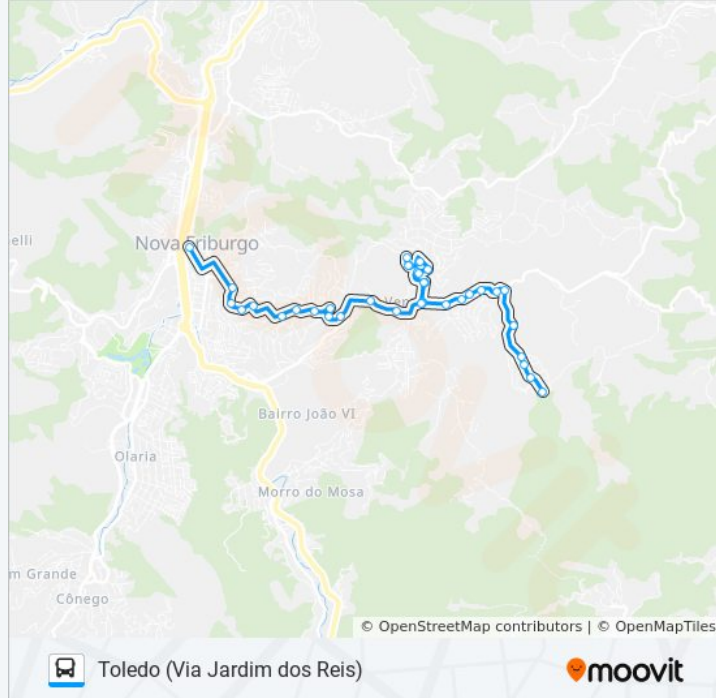 elli
Nova Friburgo
Ven
Bairro João VI
Olaria
Morro do Mosa
m Grande
Cônego
© OpenStreetMap contributors | © OpenMapTiles
Toledo (Via Jardim dos Reis)
moovit